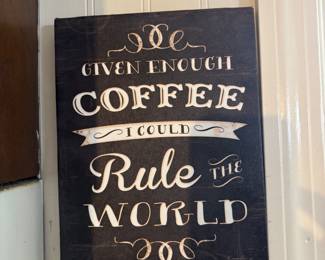 GIVEN ENOUGH
COFFEE
I COULD
Rule THE
WORLD